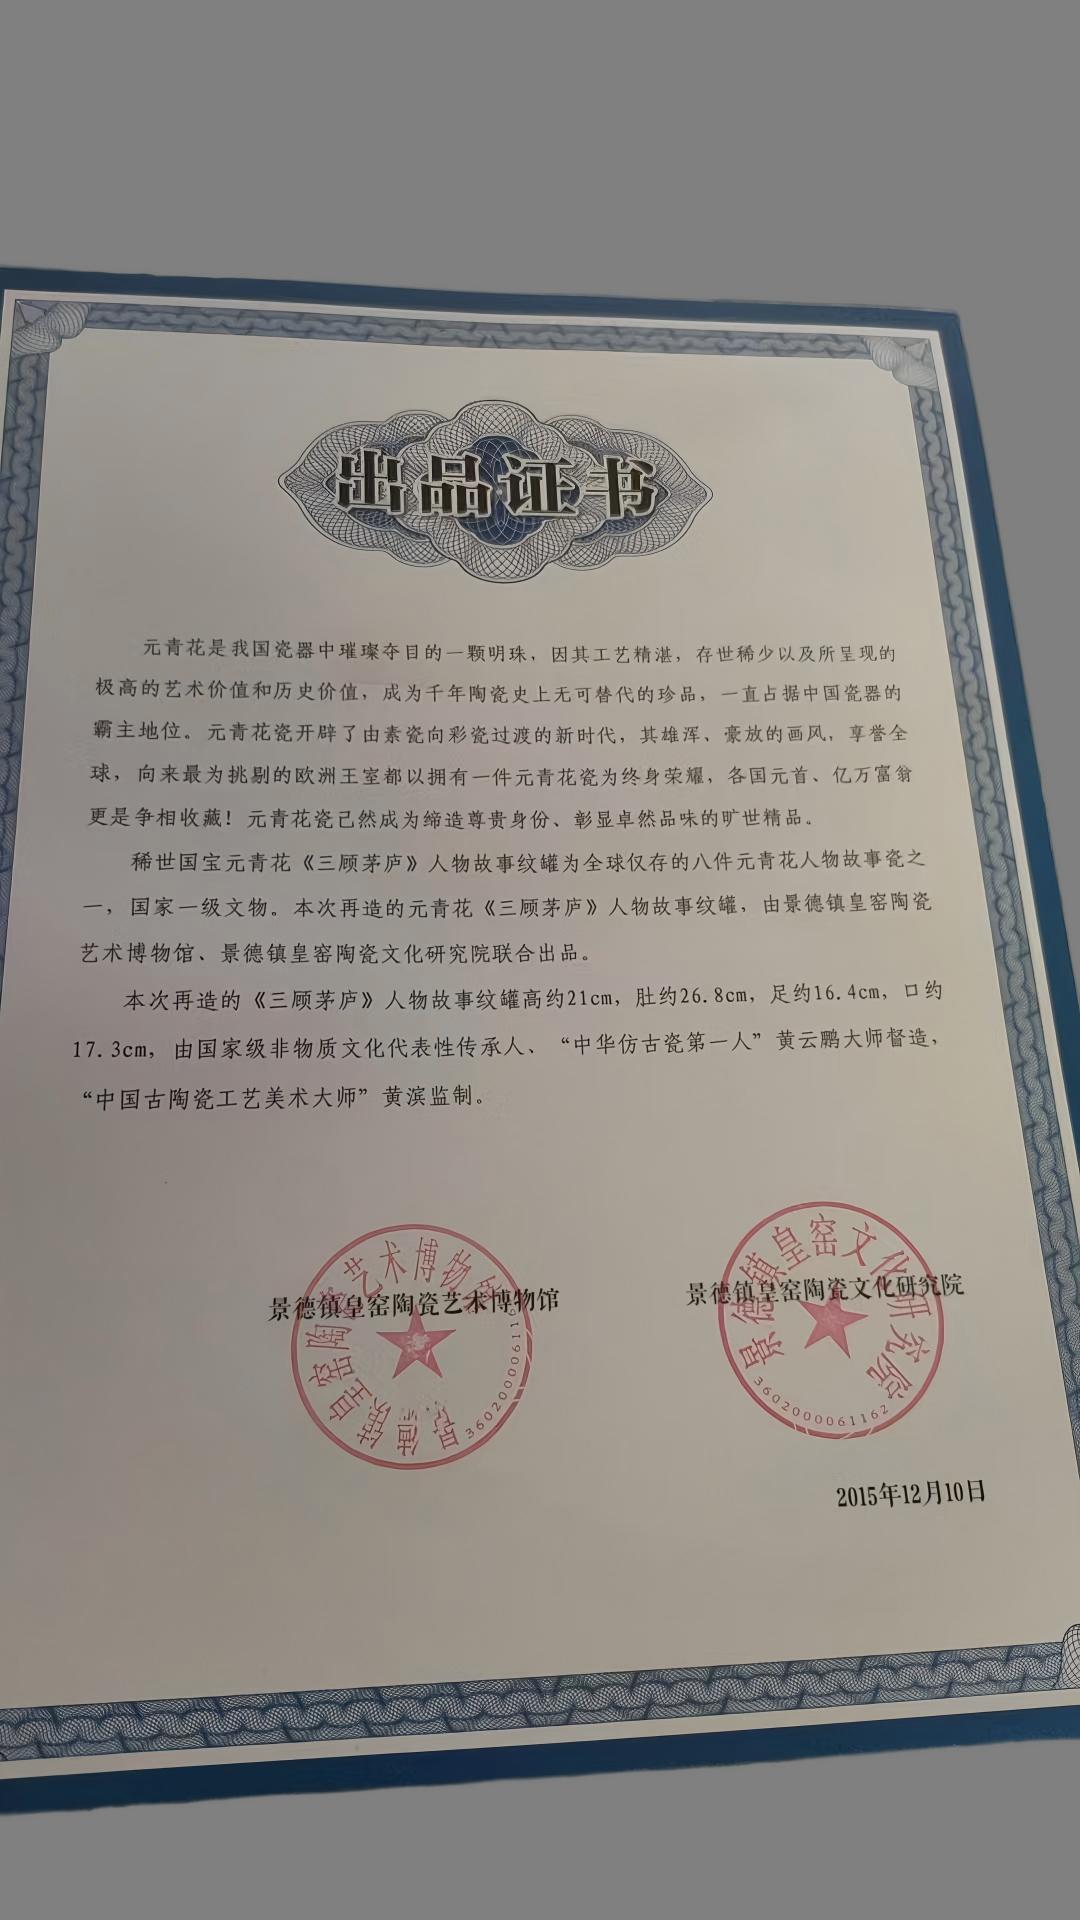 出品证书
元青花是我国瓷器中璀璨夺目的一颗明珠，因其工艺精湛，存世稀少以及所呈现的
极高的艺术价值和历史价值，成为千年陶瓷史上无可替代的珍品，一直占据中国瓷器的
霸主地位。元青花瓷开辟了由素瓷向彩瓷过渡的新时代，其雄浑、豪放的画风，享誉全
球，向来最为挑剔的欧洲王室都以拥有一件元青花瓷为终身荣耀，各国元首、亿万富翁
更是争相收藏！元青花瓷已然成为缔造尊贵身份、彰显卓然品味的旷世精品。
稀世国宝元青花《三顾茅庐》人物故事纹罐为全球仅存的八件元青花人物故事瓷之
一，国家一级文物。本次再造的元青花《三顾茅庐》人物故事纹罐，由景德镇皇窑陶瓷
艺术博物馆、景德镇皇窑陶瓷文化研究院联合出品。
本次再造的《三顾茅庐》人物故事纹罐高约21cm，肚约26.8cm，足约16.4cm，口约
17.3cm，由国家级非物质文化代表性传承人、“中华仿古瓷第一人”黄云鹏大师督造，
“中国古陶瓷工艺美术大师”黄滨监制。
景德镇皇窑陶瓷艺术博物馆
景德镇皇窑陶瓷文化研究院
景德镇皇窑文化研究院
3602000061162
2015年12月10日